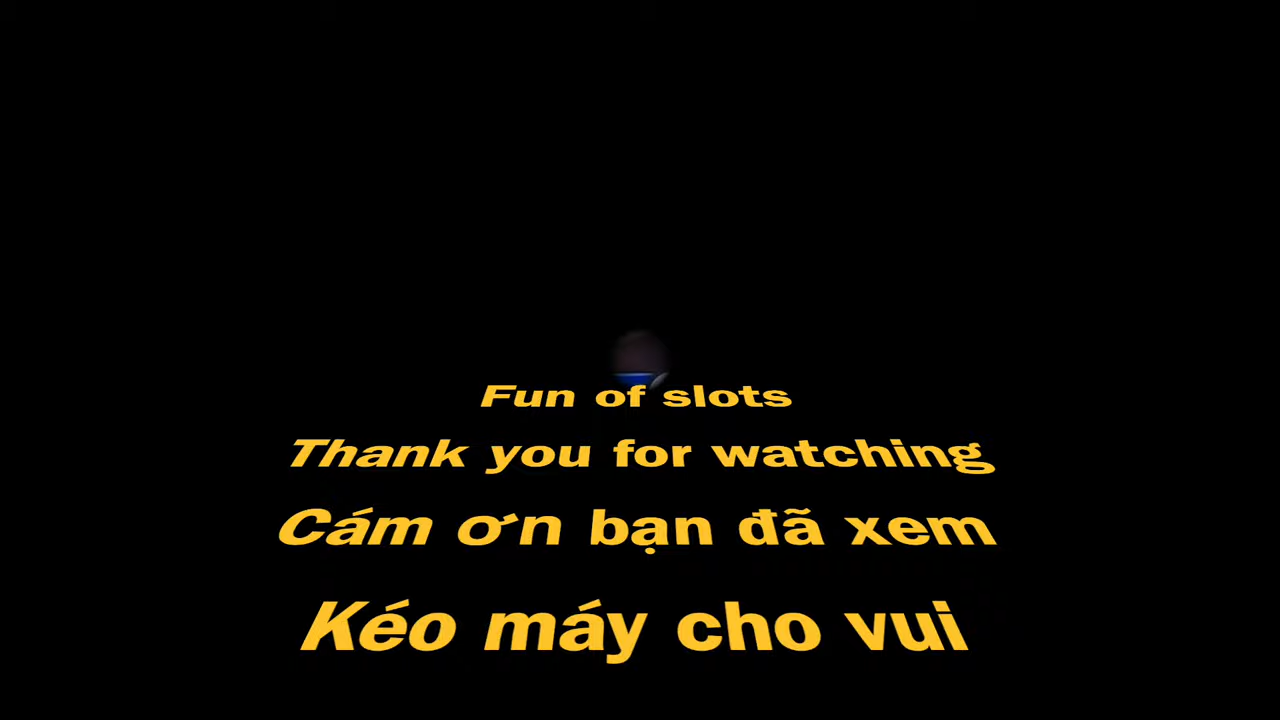 Fun of slots
Thank you for watching
Cám ơn bạn đã xem
Kéo máy cho vui